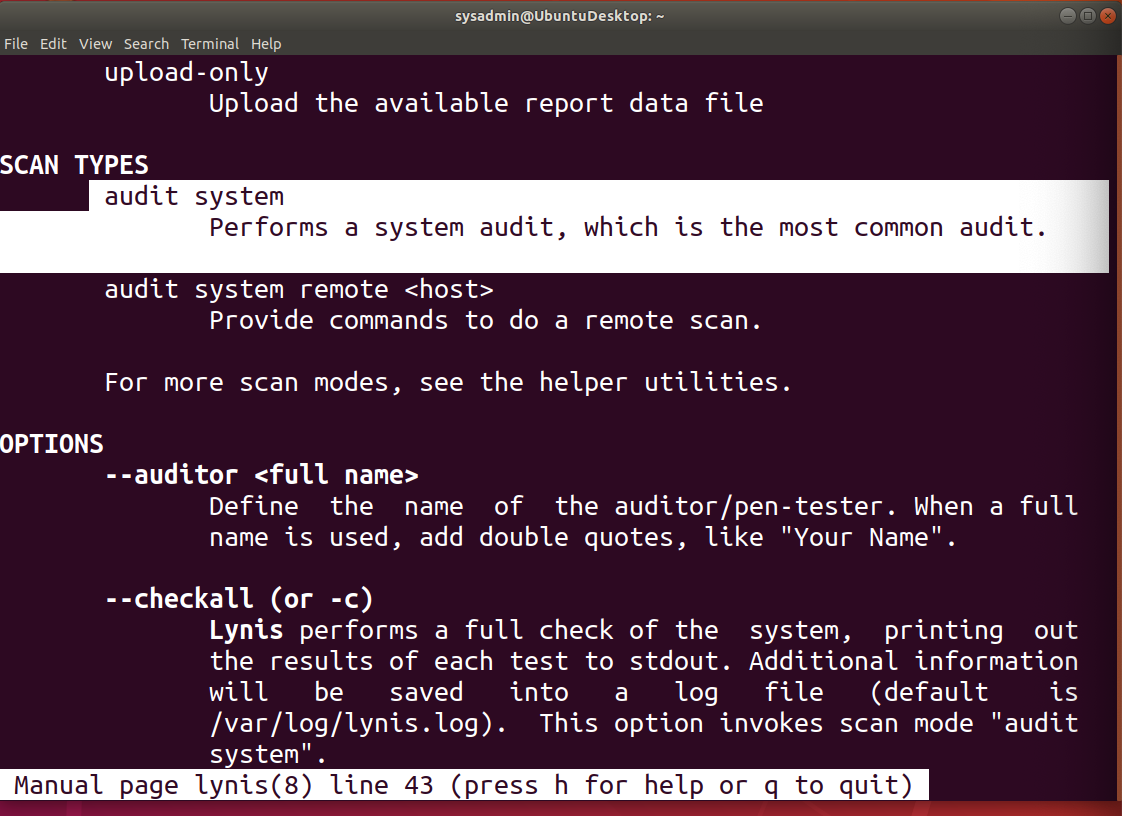 sysadmin@UbuntuDesktop: ~
File Edit View Search Terminal Help
upload-only
Upload the available report data file
SCAN TYPES
audit system
Performs a system audit, which is the most common audit.
audit system remote <host>
Provide commands to do a remote scan.
For more scan modes, see the helper utilities.
OPTIONS
--auditor <full name>
Define the name of the auditor/pen-tester. When a full
name is used, add double quotes, like "Your Name".
--checkall (or -c)
Lynis performs a full check of the system, printing out
the results of each test to stdout. Additional information
will be saved into a log file (default is
/var/log/lynis.log). This option invokes scan mode "audit
system".
Manual page lynis(8) line 43 (press h for help or q to quit)